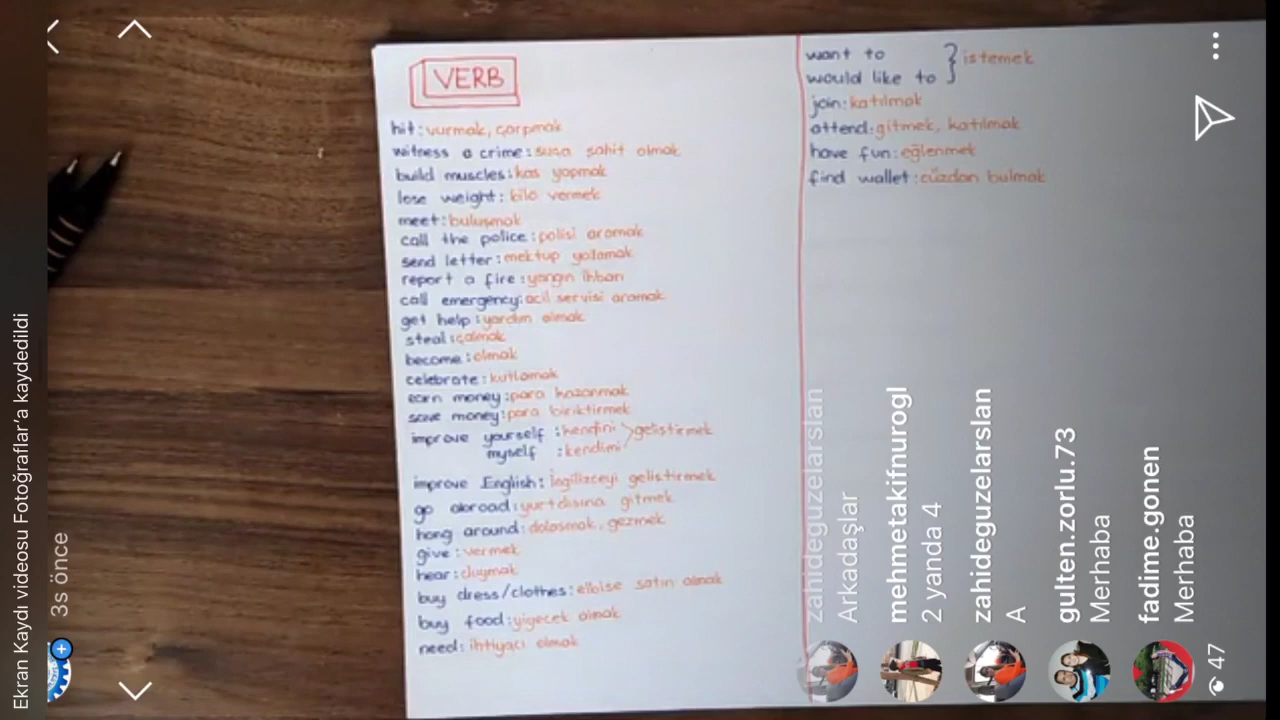 VERB
hit: vurmak, çarpmak
witness a crime: suça şahit olmak
build muscles: kas yapmak
lose weight: kilo vermek
meet: buluşmak
call the police: polisi aramak
send letter: mektup yollamak
report a fire: yangın ihbarı
call emergency: acil servisi aramak
get help: yardım almak
steal: çalmak
become: olmak
celebrate: kutlamak
earn money: para kazanmak
save money: para biriktirmek
improve yourself: kendini geliştirmek
myself: kendimi
improve English: İngilizceyi geliştirmek
go abroad: yurtdışına gitmek
hang around: dolaşmak, gezmek
give: vermek
hear: duymak
buy dress/clothes: elbise satın almak
buy food: yiyecek almak
need: ihtiyacı olmak
want to
would like to } istemek
join: katılmak
attend: gitmek, katılmak
have fun: eğlenmek
find wallet: cüzdan bulmak
Ekran Kaydı videosu Fotoğraflar'a kaydedildi
3s önce
zahideguzelarslan
Arkadaşlar
mehmetakifnurogl
2 yanda 4
zahideguzelarslan
A
gulten.zorlu.73
Merhaba
fadime.gonen
Merhaba
47